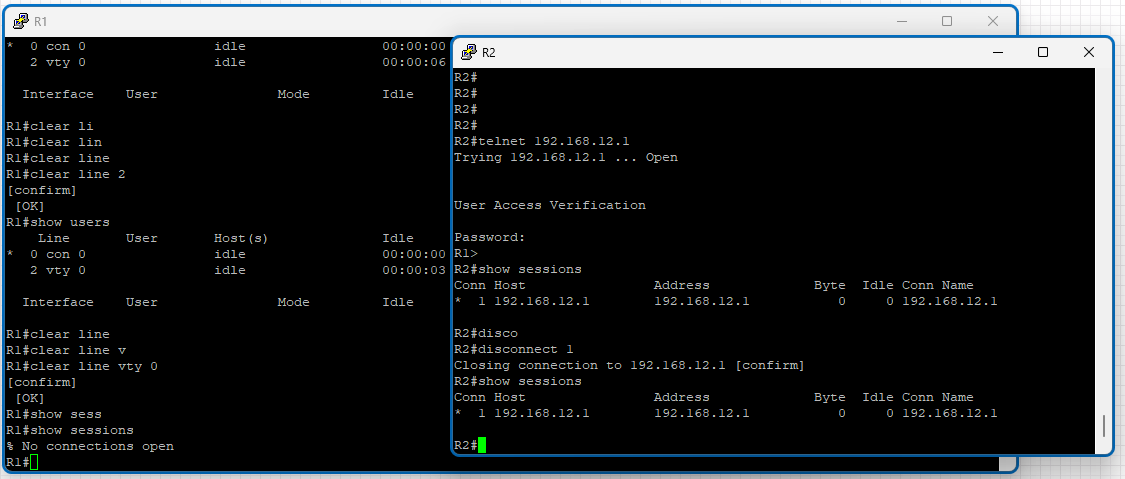 R1
*  0 con 0                idle                 00:00:00
   2 vty 0                idle                 00:00:06

  Interface    User               Mode         Idle

R1#clear li
R1#clear lin
R1#clear line
R1#clear line 2
[confirm]
 [OK]
R1#show users
    Line       User       Host(s)              Idle
*  0 con 0                idle                 00:00:00
   2 vty 0                idle                 00:00:03

  Interface    User               Mode         Idle

R1#clear line
R1#clear line v
R1#clear line vty 0
[confirm]
 [OK]
R1#show sess
R1#show sessions
% No connections open
R1#
R2
R2#
R2#
R2#
R2#
R2#telnet 192.168.12.1
Trying 192.168.12.1 ... Open

User Access Verification

Password:
R1>
R2#show sessions
Conn Host                Address             Byte  Idle Conn Name
*  1 192.168.12.1        192.168.12.1           0     0 192.168.12.1

R2#disco
R2#disconnect 1
Closing connection to 192.168.12.1 [confirm]
R2#show sessions
Conn Host                Address             Byte  Idle Conn Name
*  1 192.168.12.1        192.168.12.1           0     0 192.168.12.1

R2#